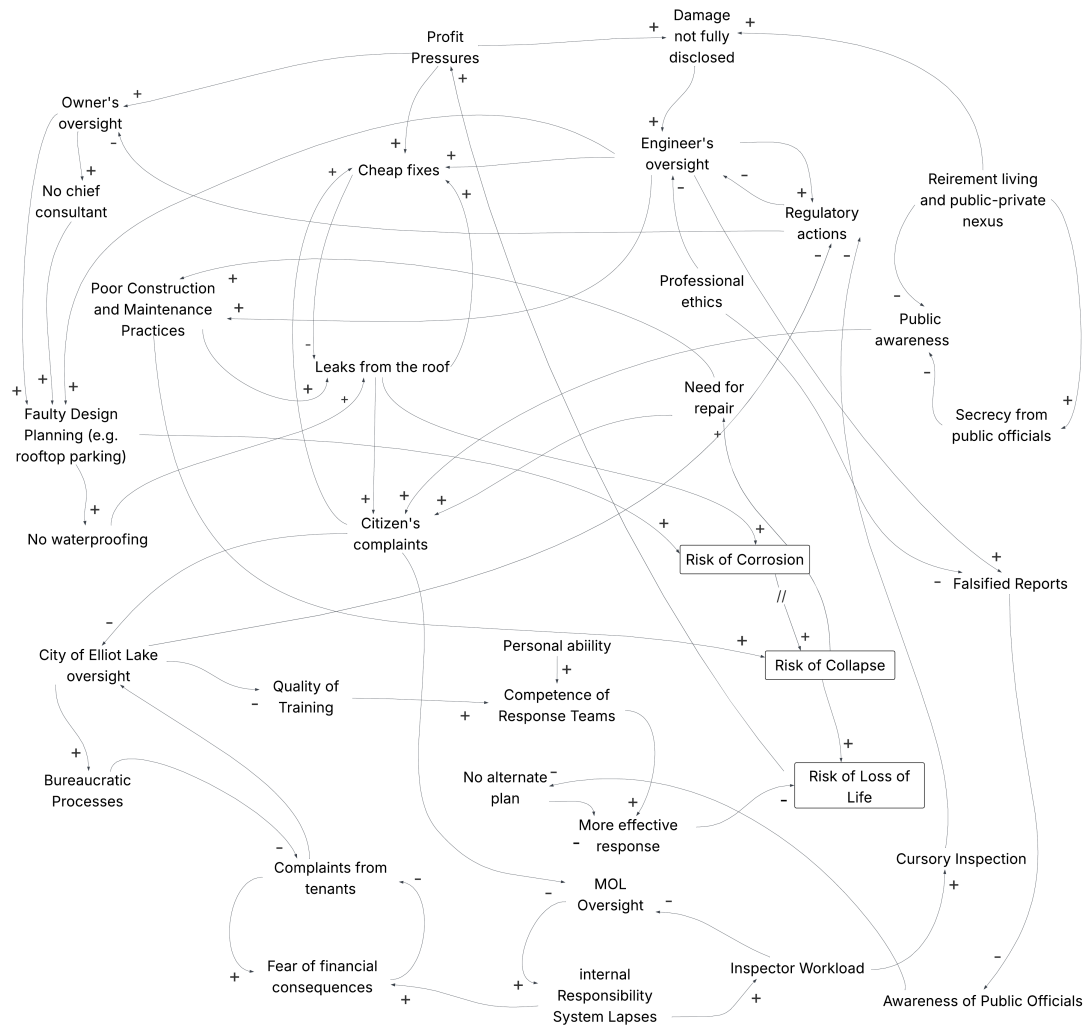 Damage
not fully
disclosed
+
+
Profit
Pressures
+
Owner's
oversight
+
-
+
+
+
+
Engineer's
oversight
-
-
+
Cheap fixes
+
+
No chief
consultant
Reirement living
and public-private
nexus
Regulatory
actions
-
-
Poor Construction
and Maintenance
Practices
+
+
Professional
ethics
-
Public
awareness
-
-
Leaks from the roof
+
+
Need for
repair
+
Secrecy from
public officials
+
+
+
+
Faulty Design
Planning (e.g.
rooftop parking)
+
No waterproofing
+
+
+
Citizen's
complaints
+
+
Risk of Corrosion
//
+
-
Falsified Reports
-
City of Elliot Lake
oversight
Personal abiility
+
+
+
Risk of Collapse
Quality of
Training
-
+
Competence of
Response Teams
+
Bureaucratic
Processes
+
No alternate
plan
-
-
Risk of Loss of
Life
+
More effective
response
-
-
Complaints from
tenants
-
Cursory Inspection
+
MOL
Oversight
-
-
Fear of financial
consequences
+
+
+
internal
Responsibility
System Lapses
Inspector Workload
+
-
Awareness of Public Officials